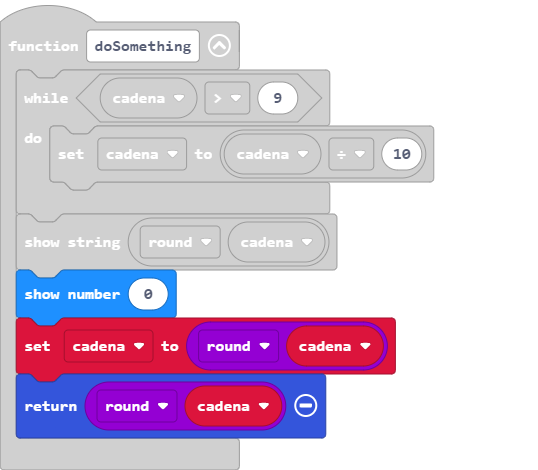 function doSomething
while cadena > 9
do
set cadena to cadena ÷ 10
show string round cadena
show number 0
set cadena to round cadena
return round cadena